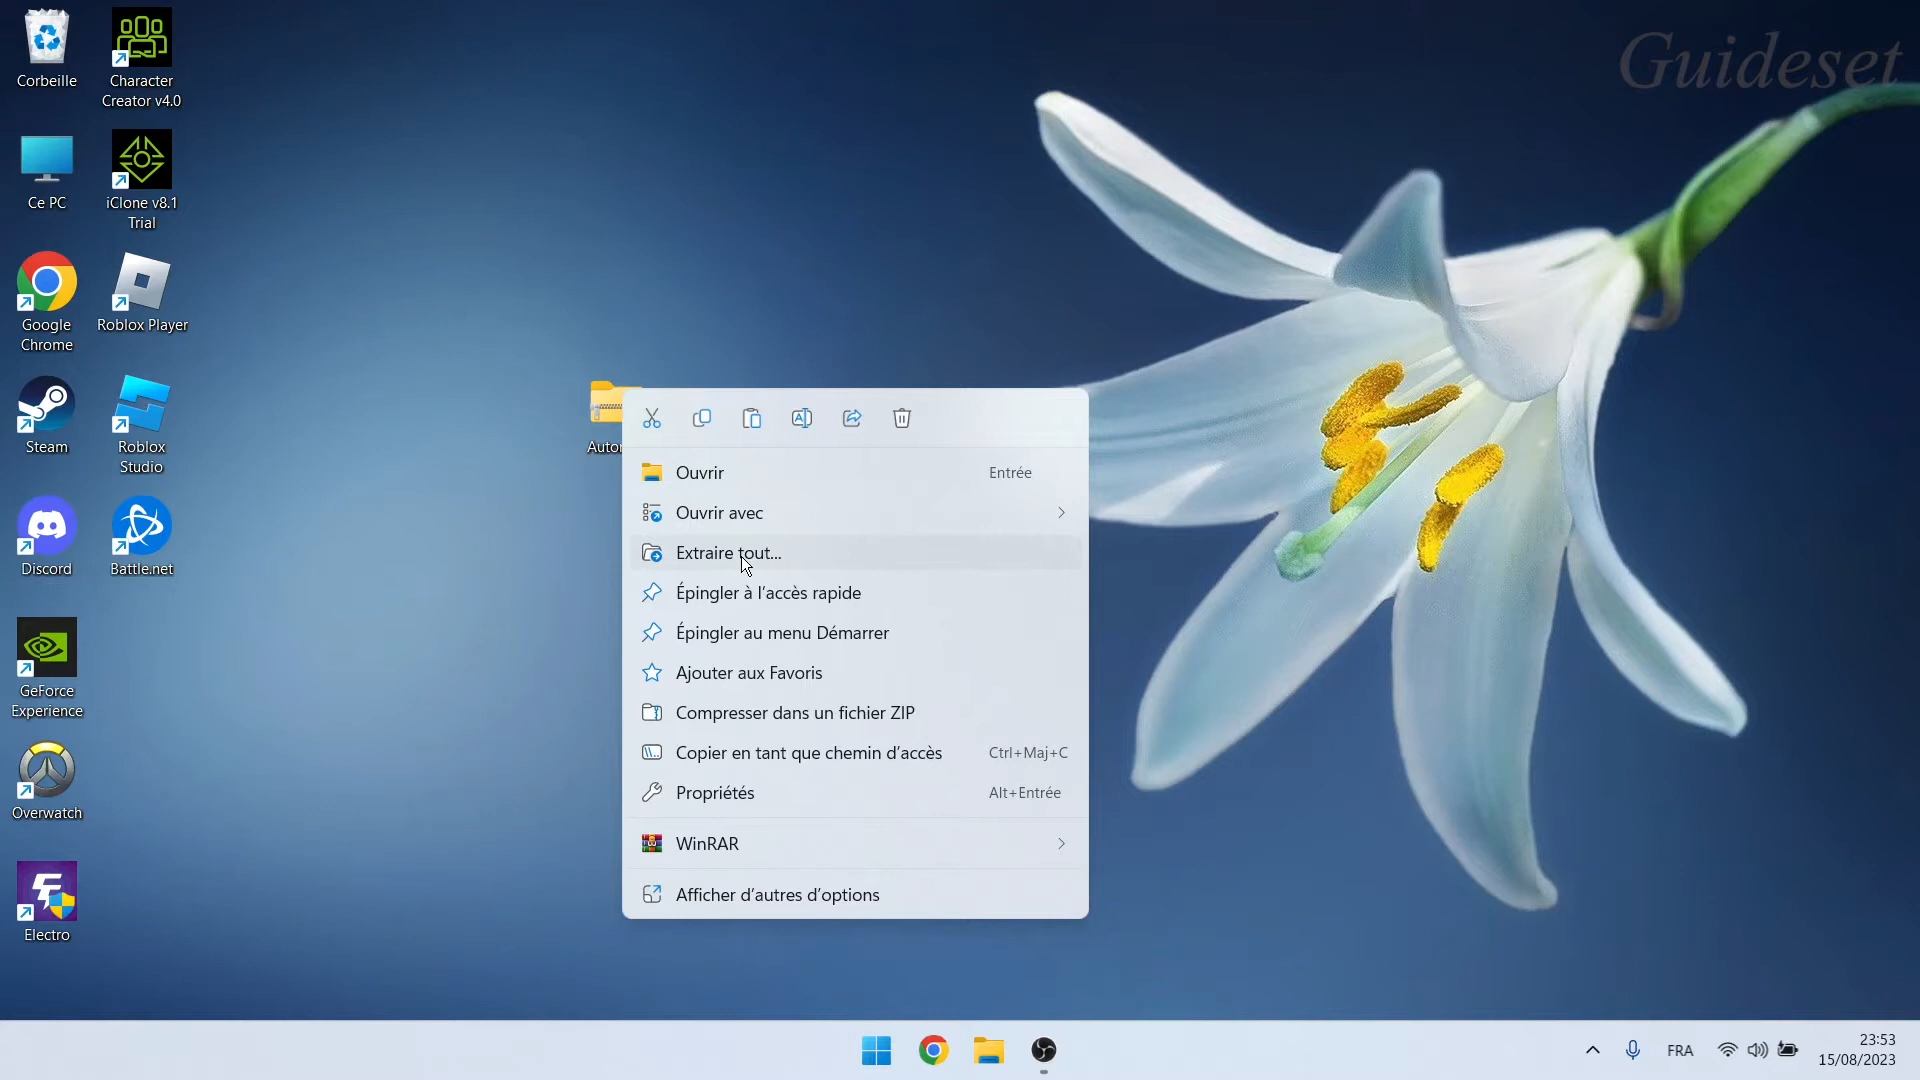 Guideset
Corbeille
Character
Creator v4.0
Ce PC
iClone v8.1
Trial
Google
Chrome
Roblox Player
Steam
Roblox
Studio
Discord
Battle.net
GeForce
Experience
Overwatch
Electro
Ouvrir Entrée
Ouvrir avec
Extraire tout...
Épingler à l'accès rapide
Épingler au menu Démarrer
Ajouter aux Favoris
Compresser dans un fichier ZIP
Copier en tant que chemin d'accès Ctrl+Maj+C
Propriétés Alt+Entrée
WinRAR
Afficher d'autres d'options
FRA
23:53
15/08/2023